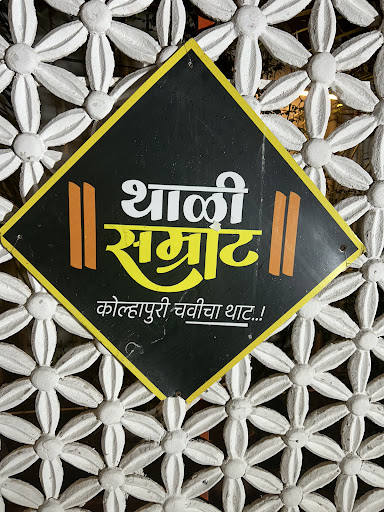 थाळी
|| सम्राट ||
कोल्हापुरी चवीचा थाट..!